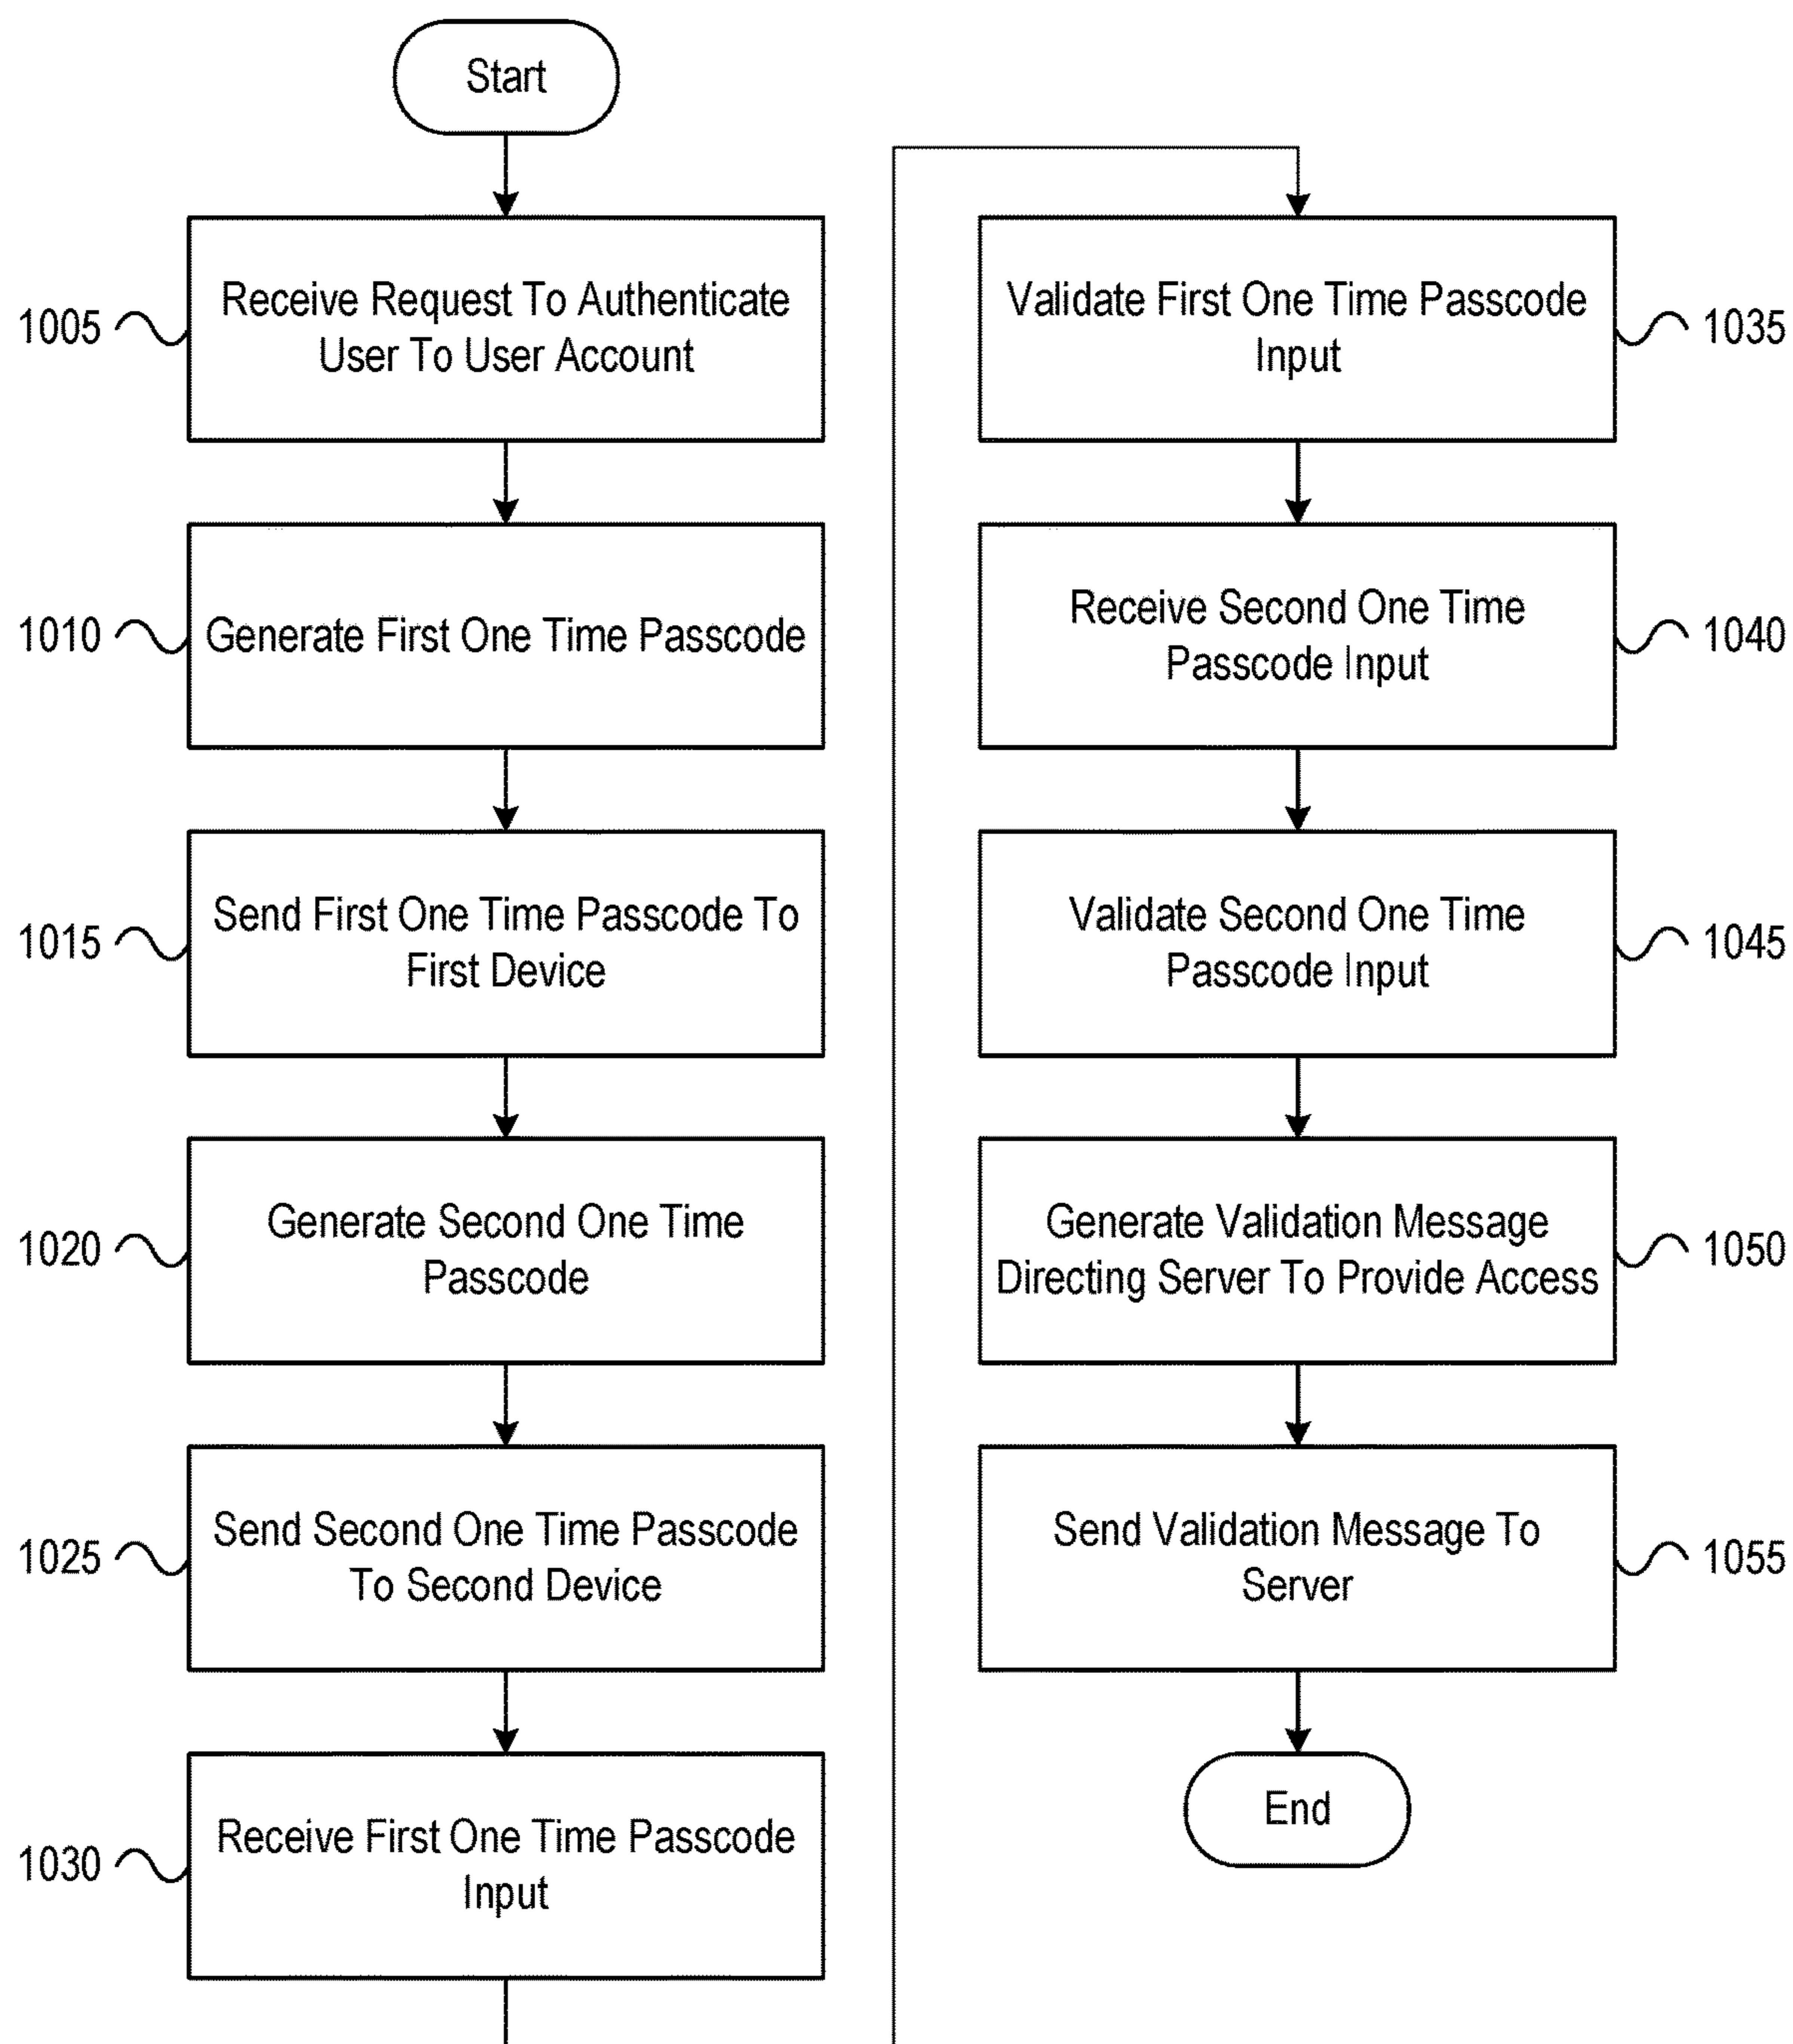 Start
1005
Receive Request To Authenticate
User To User Account
1010
Generate First One Time Passcode
1015
Send First One Time Passcode To
First Device
1020
Generate Second One Time
Passcode
1025
Send Second One Time Passcode
To Second Device
1030
Receive First One Time Passcode
Input
Validate First One Time Passcode
Input
1035
Receive Second One Time
Passcode Input
1040
Validate Second One Time
Passcode Input
1045
Generate Validation Message
Directing Server To Provide Access
1050
Send Validation Message To
Server
1055
End